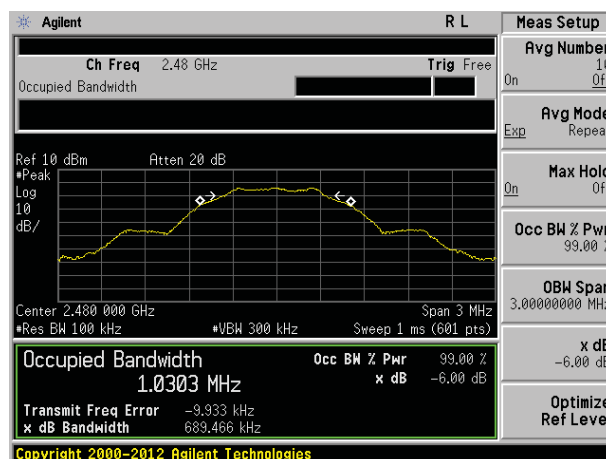 Agilent R L Meas Setup
Ch Freq 2.48 GHz Trig Free
Occupied Bandwidth
Avg Number
On
Avg Mode
Exp Repea
Max Hold
On Of
Occ BW % Pwr
99.00 %
OBW Span
3.00000000 MHz
x dB
-6.00 dB
Optimize
Ref Level
Ref 10 dBm Atten 20 dB
#Peak
Log
10
dB/
Center 2.480 000 GHz Span 3 MHz
#Res BW 100 kHz #VBW 300 kHz Sweep 1 ms (601 pts)
Occupied Bandwidth Occ BW % Pwr 99.00 %
1.0303 MHz x dB -6.00 dB
Transmit Freq Error -9.933 kHz
x dB Bandwidth 689.466 kHz
Copyright 2000-2012 Agilent Technologies